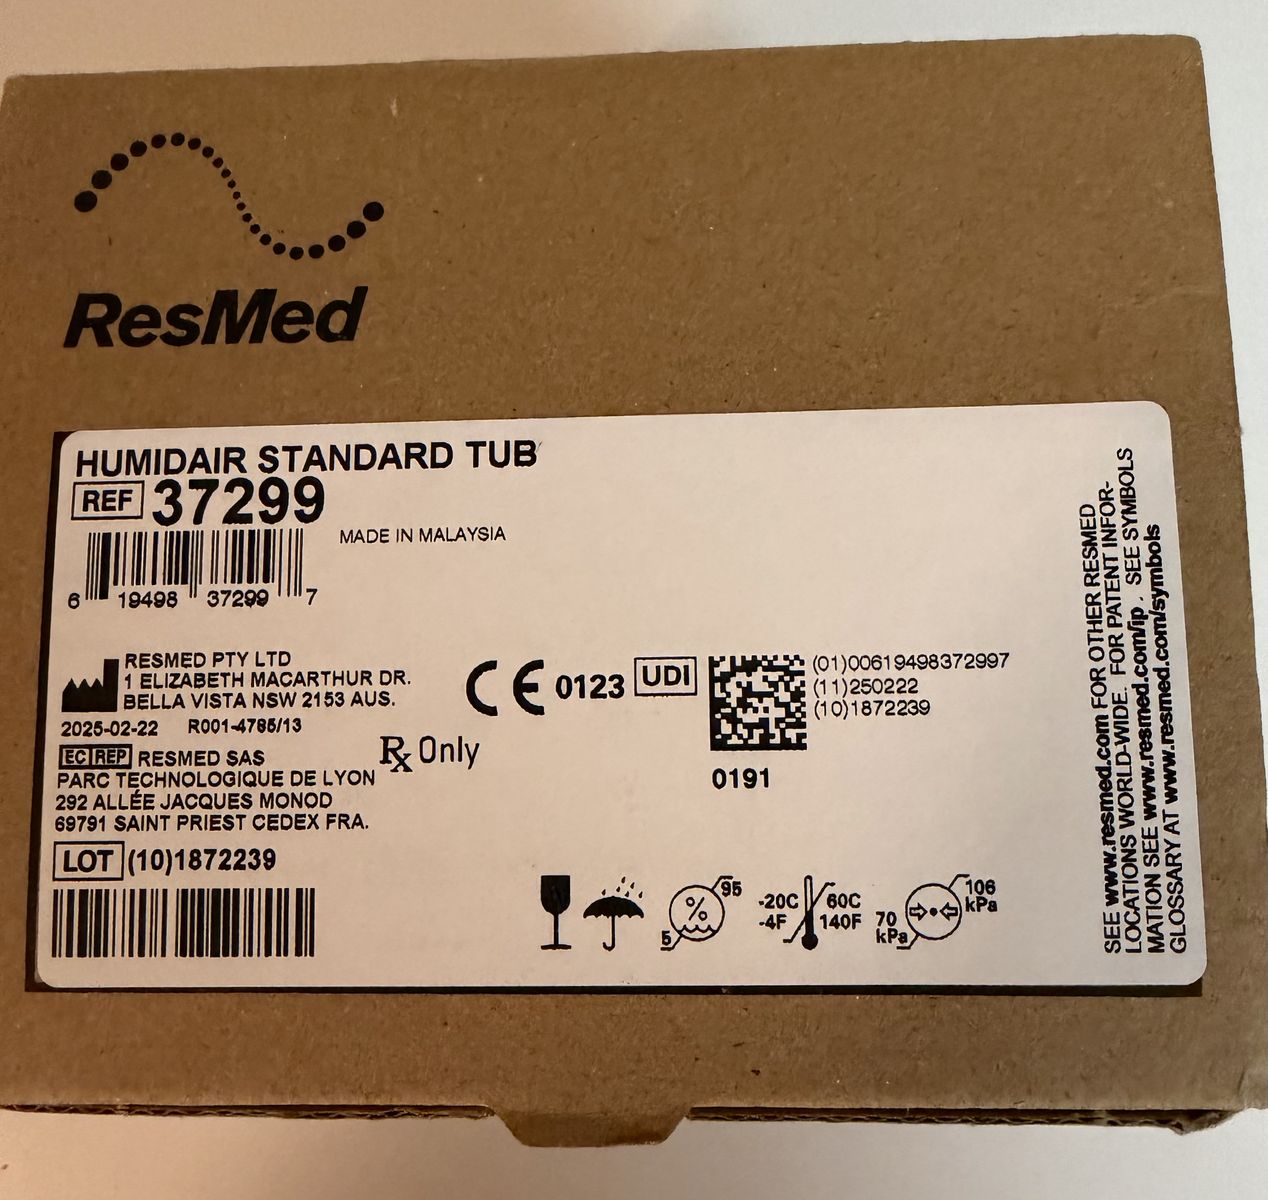 ResMed
HUMIDAIR STANDARD TUB
REF 37299
MADE IN MALAYSIA
6 19498 37299 7
RESMED PTY LTD
1 ELIZABETH MACARTHUR DR.
BELLA VISTA NSW 2153 AUS.
2025-02-22 R001-4785/13
EC REP RESMED SAS
PARC TECHNOLOGIQUE DE LYON
292 ALLÉE JACQUES MONOD
69791 SAINT PRIEST CEDEX FRA.
LOT (10)1872239
Rx Only
CE 0123 UDI
(01)00619498372997
(11)250222
(10)1872239
0191
% 95
5
-20C 60C
-4F 140F
106
kPa
70
kPa
SEE www.resmed.com FOR OTHER RESMED
LOCATIONS WORLD-WIDE. FOR PATENT INFOR-
MATION SEE www.resmed.com/ip . SEE SYMBOLS
GLOSSARY AT www.resmed.com/symbols